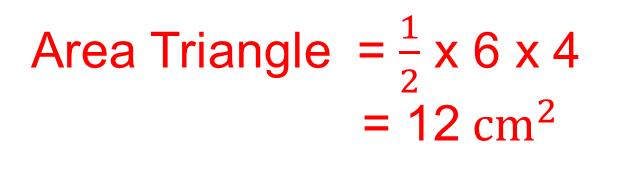 Area Triangle = 1/2 x 6 x 4
= 12 cm²